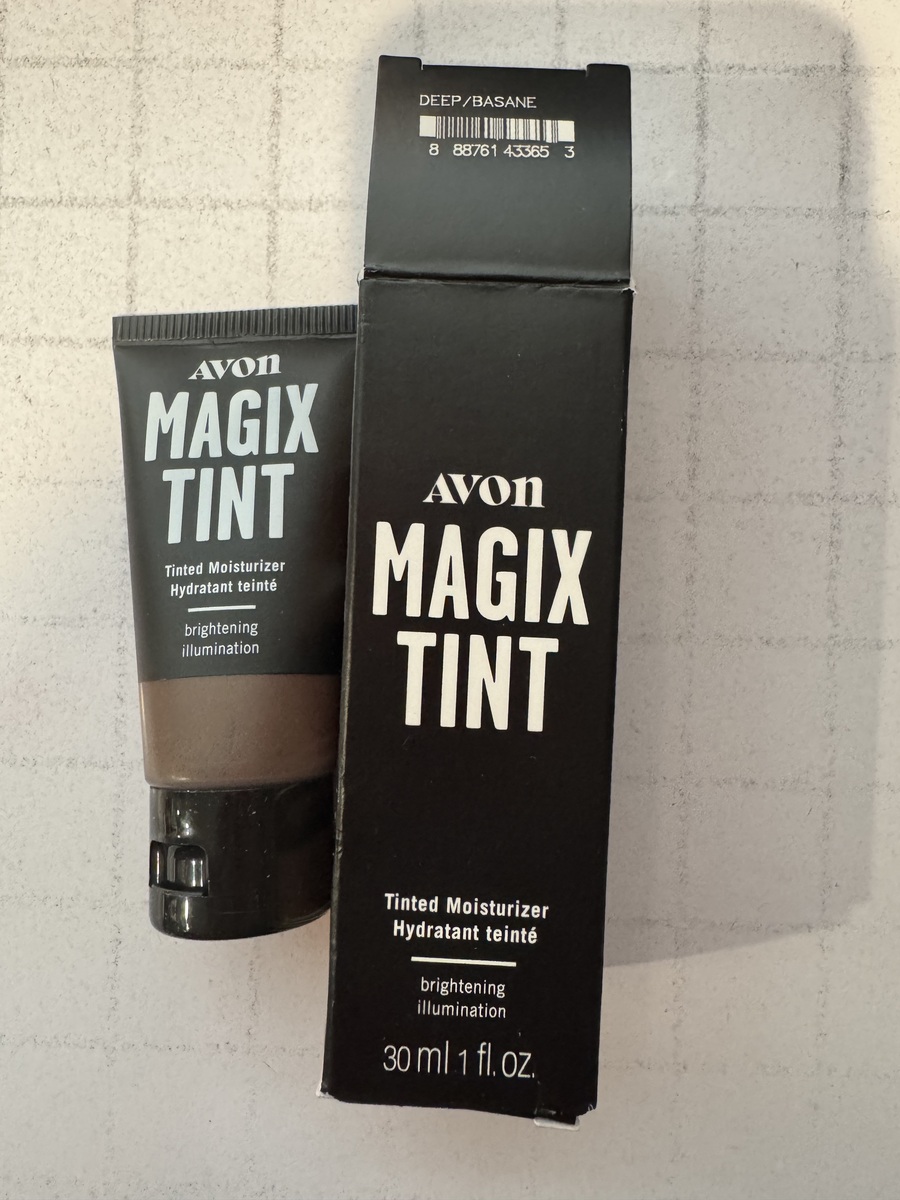 DEEP/BASANE
8 88761 43365 3
AVON
MAGIX
TINT
Tinted Moisturizer
Hydratant teinté
brightening
illumination
AVON
MAGIX
TINT
Tinted Moisturizer
Hydratant teinté
brightening
illumination
30 ml 1 fl. oz.